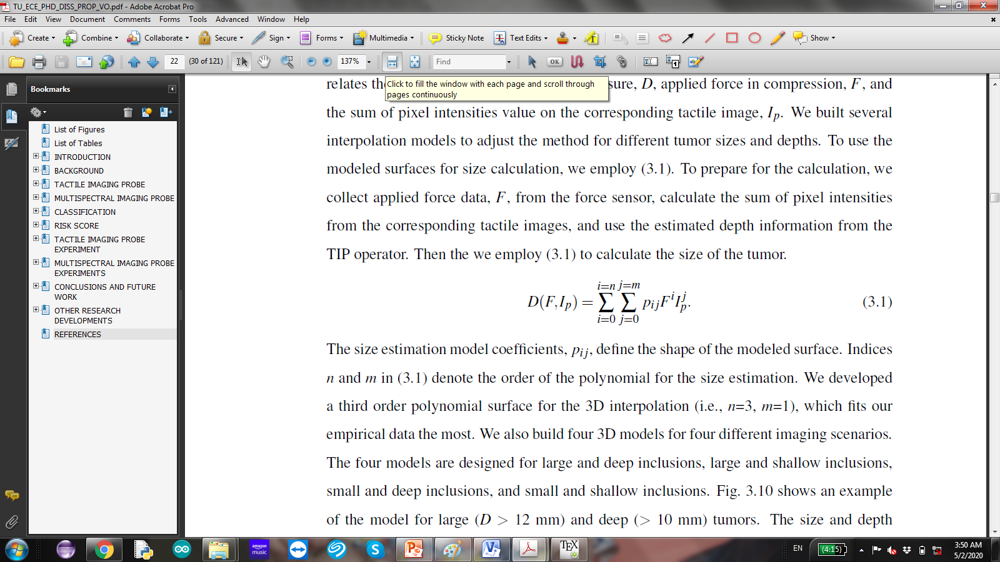 TU_ECE_PHD_DISS_PROP_VO.pdf - Adobe Acrobat Pro
File Edit View Document Comments Forms Tools Advanced Window Help
Create Combine Collaborate Secure Sign Forms Multimedia Sticky Note Text Edits Show
22 (30 of 121) 137% Find OK
Click to fill the window with each page and scroll through
pages continuously
Bookmarks
List of Figures
List of Tables
INTRODUCTION
BACKGROUND
TACTILE IMAGING PROBE
MULTISPECTRAL IMAGING PROBE
CLASSIFICATION
RISK SCORE
TACTILE IMAGING PROBE
EXPERIMENT
MULTISPECTRAL IMAGING PROBE
EXPERIMENTS
CONCLUSIONS AND FUTURE
WORK
OTHER RESEARCH
DEVELOPMENTS
REFERENCES
relates the sure, D, applied force in compression, F, and
the sum of pixel intensities value on the corresponding tactile image, I_p. We built several
interpolation models to adjust the method for different tumor sizes and depths. To use the
modeled surfaces for size calculation, we employ (3.1). To prepare for the calculation, we
collect applied force data, F, from the force sensor, calculate the sum of pixel intensities
from the corresponding tactile images, and use the estimated depth information from the
TIP operator. Then the we employ (3.1) to calculate the size of the tumor.
D(F,I_p) = ∑_{i=0}^{i=n} ∑_{j=0}^{j=m} p_{ij}F^iI_p^j. (3.1)
The size estimation model coefficients, p_{ij}, define the shape of the modeled surface. Indices
n and m in (3.1) denote the order of the polynomial for the size estimation. We developed
a third order polynomial surface for the 3D interpolation (i.e., n=3, m=1), which fits our
empirical data the most. We also build four 3D models for four different imaging scenarios.
The four models are designed for large and deep inclusions, large and shallow inclusions,
small and deep inclusions, and small and shallow inclusions. Fig. 3.10 shows an example
of the model for large (D > 12 mm) and deep (> 10 mm) tumors. The size and depth
amazon
music
TEX
EN
(4:15)
3:50 AM
5/2/2020